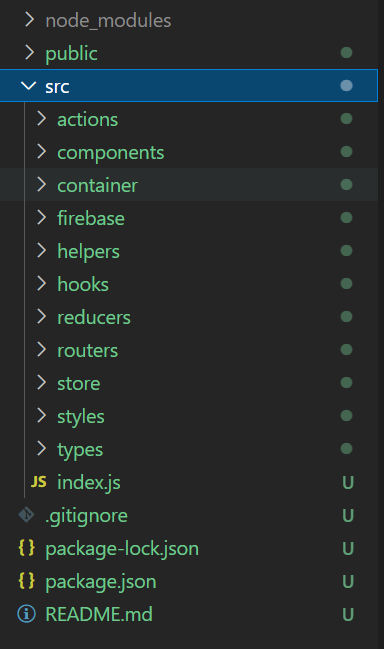 node_modules
public
src
actions
components
container
firebase
helpers
hooks
reducers
routers
store
styles
types
JS index.js U
.gitignore U
{} package-lock.json U
{} package.json U
README.md U